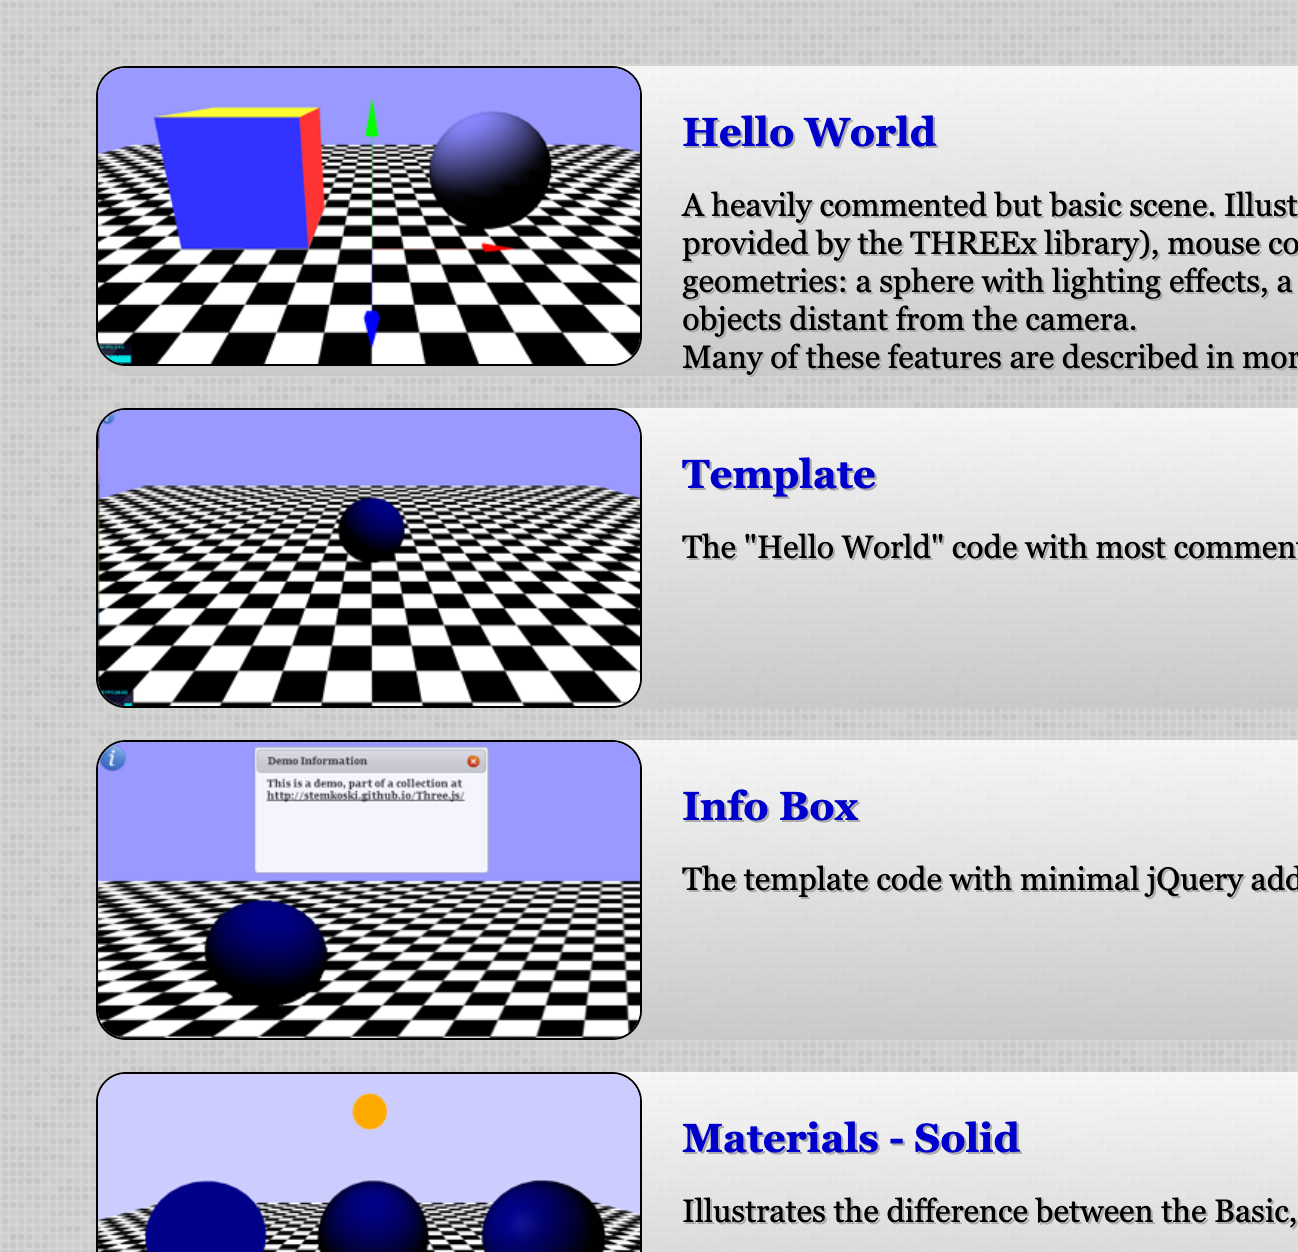 Hello World
A heavily commented but basic scene. Illust
provided by the THREEx library), mouse co
geometries: a sphere with lighting effects, a
objects distant from the camera.
Many of these features are described in mor
Template
The "Hello World" code with most commen
i
Demo Information
This is a demo, part of a collection at
http://stemkoski.github.io/Three.js/
Info Box
The template code with minimal jQuery add
Materials - Solid
Illustrates the difference between the Basic,